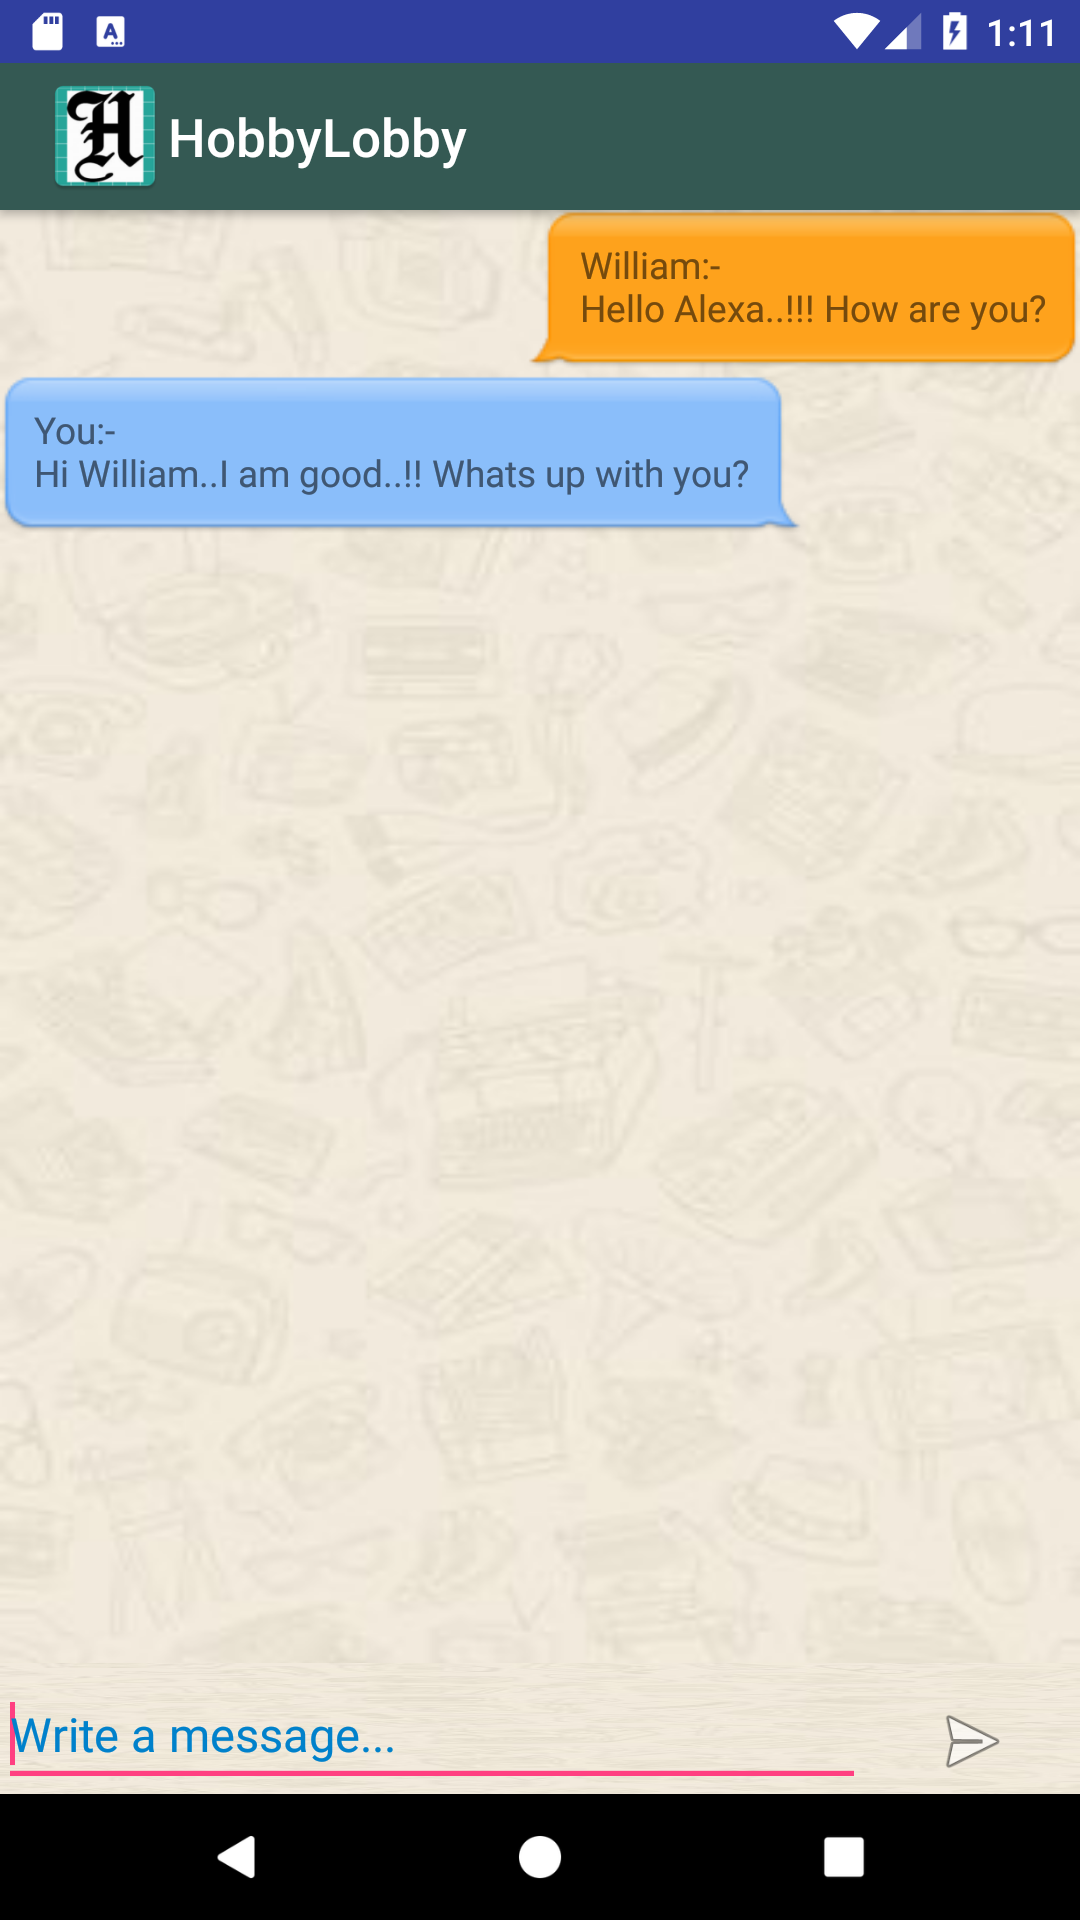 1:11
HobbyLobby
William:-
Hello Alexa..!!! How are you?
You:-
Hi William..I am good..!! Whats up with you?
Write a message...